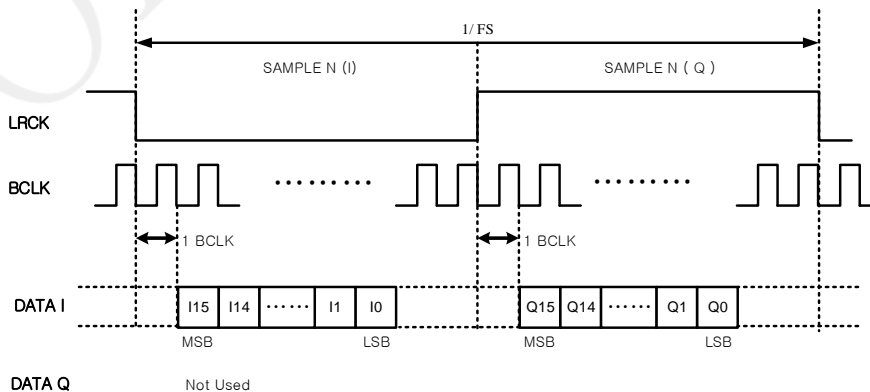 1/ FS
SAMPLE N (I) SAMPLE N ( Q )
LRCK
BCLK
1 BCLK 1 BCLK
DATA I I15 I14 ······ I1 I0 Q15 Q14 ······ Q1 Q0
MSB LSB MSB LSB
DATA Q Not Used